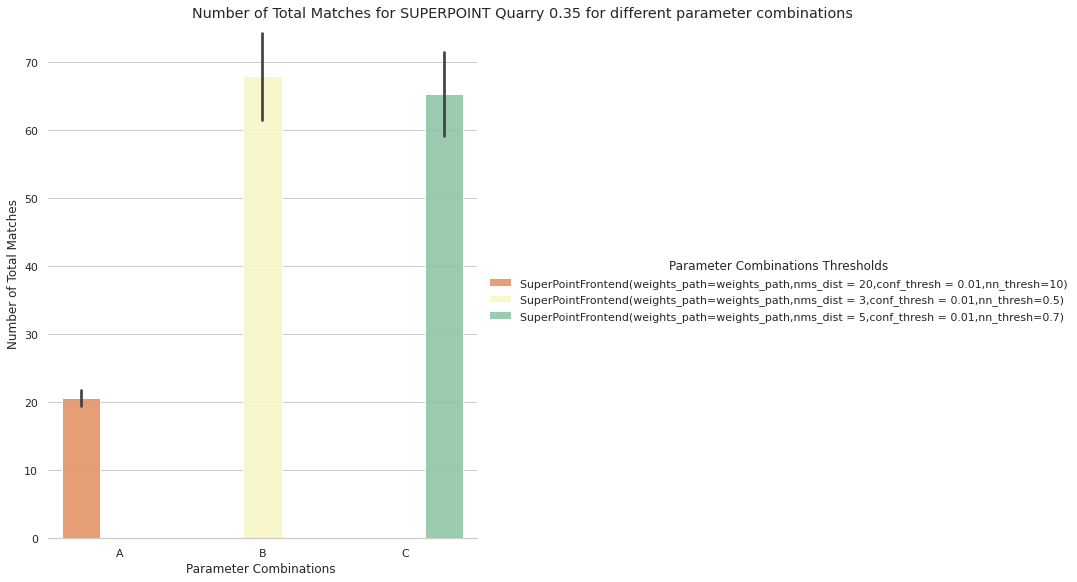 Number of Total Matches for SUPERPOINT Quarry 0.35 for different parameter combinations
70
60
50
40
30
20
10
0
Number of Total Matches
A B C
Parameter Combinations
Parameter Combinations Thresholds
SuperPointFrontend(weights_path=weights_path,nms_dist = 20,conf_thresh = 0.01,nn_thresh=10)
SuperPointFrontend(weights_path=weights_path,nms_dist = 3,conf_thresh = 0.01,nn_thresh=0.5)
SuperPointFrontend(weights_path=weights_path,nms_dist = 5,conf_thresh = 0.01,nn_thresh=0.7)